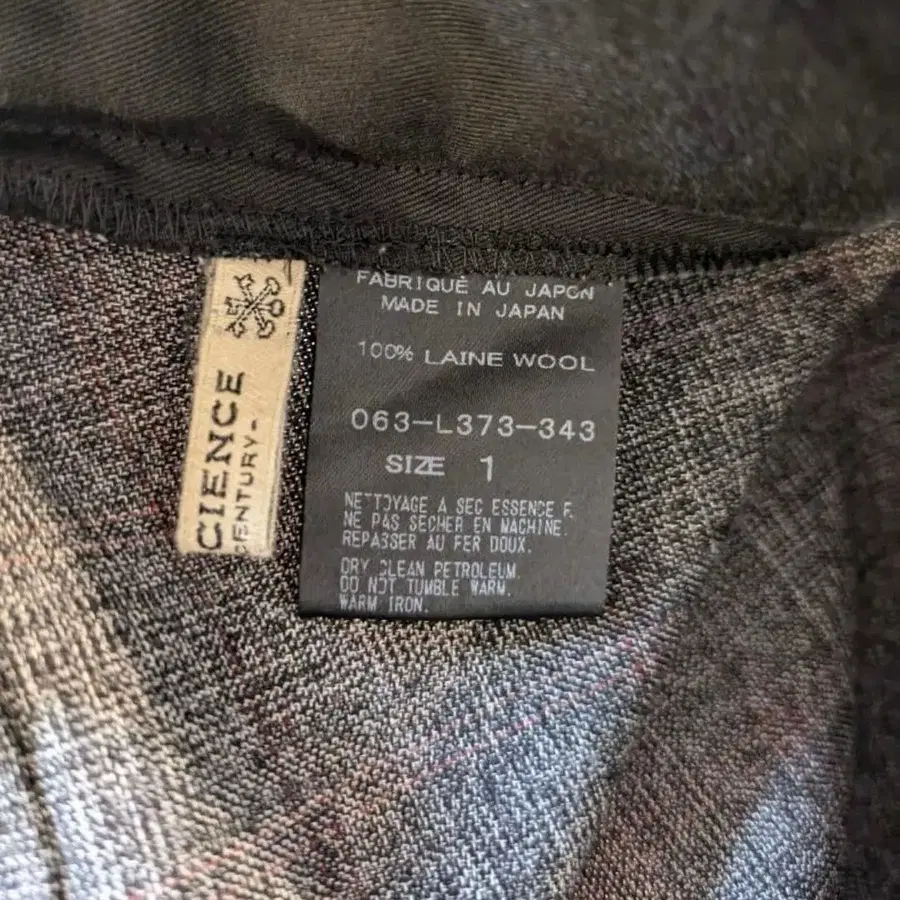 CIENCE
CENTURY-
FABRIQUÉ AU JAPON
MADE IN JAPAN
100% LAINE WOOL
063-L373-343
SIZE 1
NETTOYAGE A SEC ESSENCE F.
NE PAS SECHER EN MACHINE.
REPASSER AU FER DOUX.
DRY CLEAN PETROLEUM.
DO NOT TUMBLE WARM.
WARM IRON.